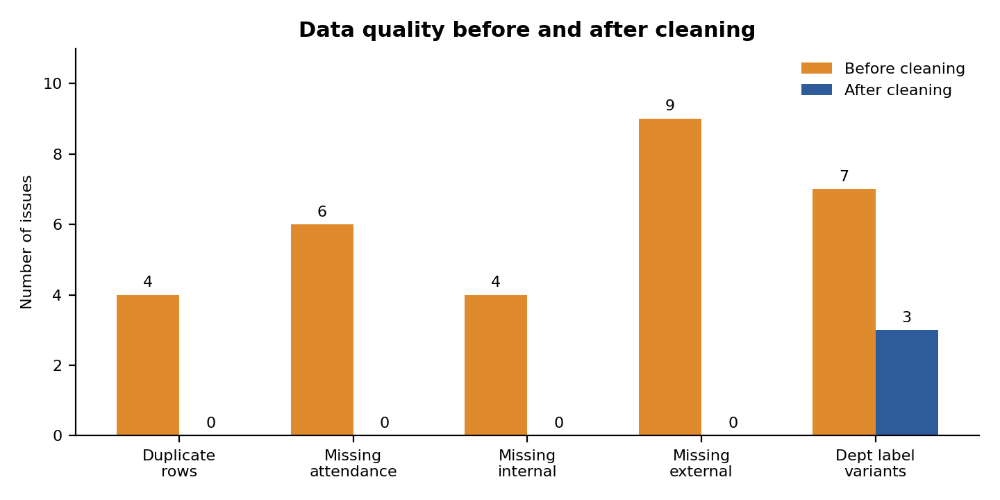 Data quality before and after cleaning
Before cleaning
After cleaning
Number of issues
10
8
6
4
2
0
4
0
6
0
4
0
9
0
7
3
Duplicate
rows
Missing
attendance
Missing
internal
Missing
external
Dept label
variants